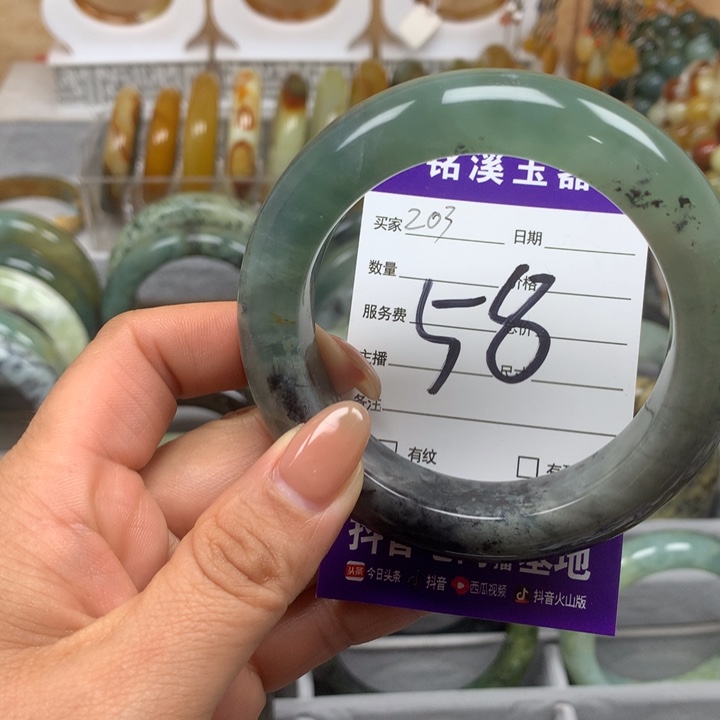 铭溪玉器
买家 203 日期
数量 价格
服务费 58 总价
主播 尺寸
备注
有纹
抖音
今日头条 抖音 西瓜视频 抖音火山版